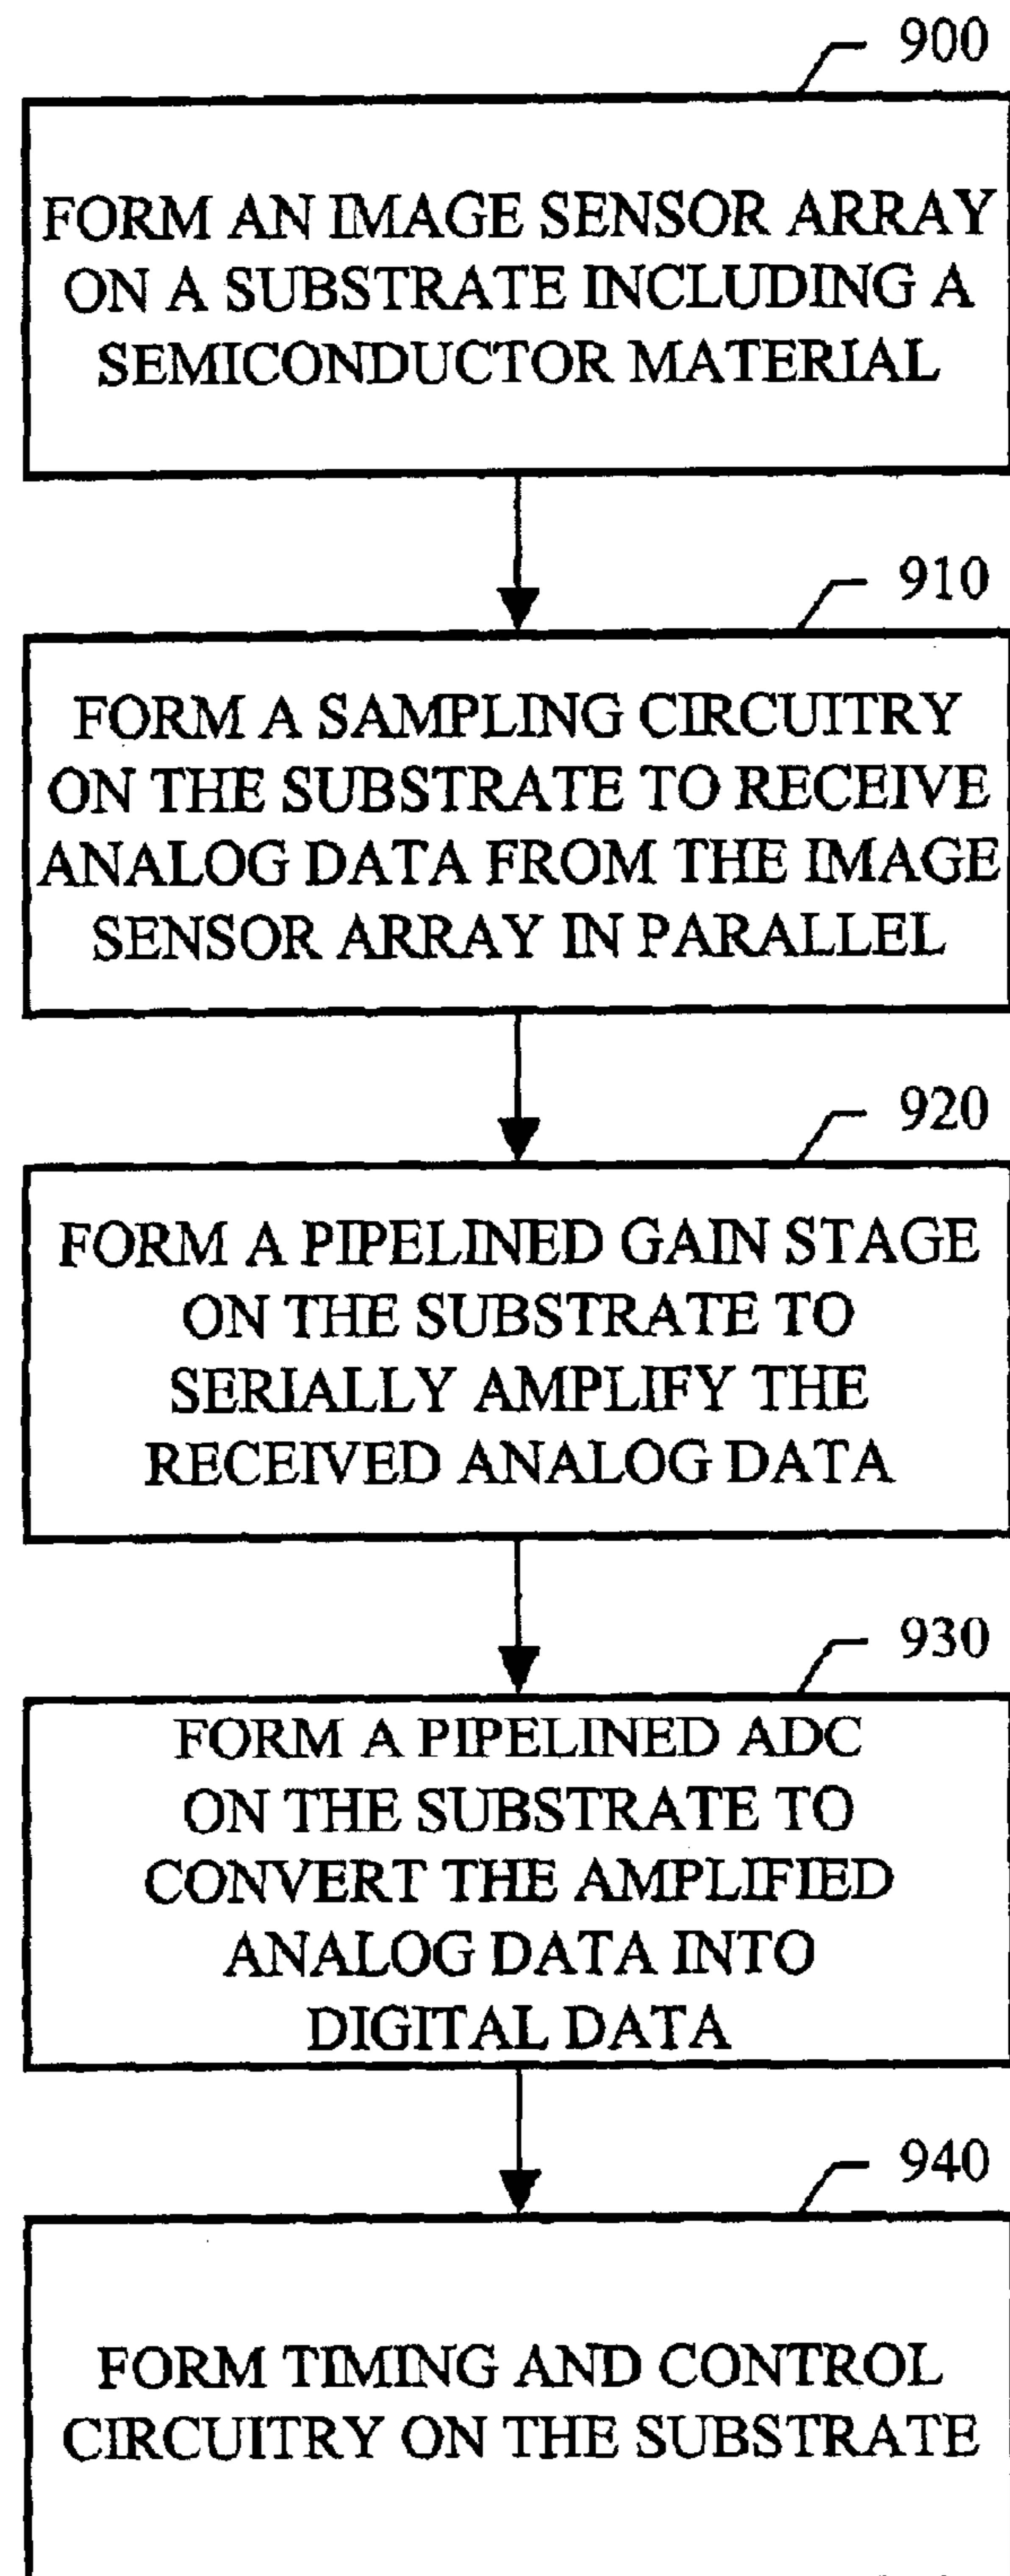 900
FORM AN IMAGE SENSOR ARRAY
ON A SUBSTRATE INCLUDING A
SEMICONDUCTOR MATERIAL
910
FORM A SAMPLING CIRCUITRY
ON THE SUBSTRATE TO RECEIVE
ANALOG DATA FROM THE IMAGE
SENSOR ARRAY IN PARALLEL
920
FORM A PIPELINED GAIN STAGE
ON THE SUBSTRATE TO
SERIALLY AMPLIFY THE
RECEIVED ANALOG DATA
930
FORM A PIPELINED ADC
ON THE SUBSTRATE TO
CONVERT THE AMPLIFIED
ANALOG DATA INTO
DIGITAL DATA
940
FORM TIMING AND CONTROL
CIRCUITRY ON THE SUBSTRATE